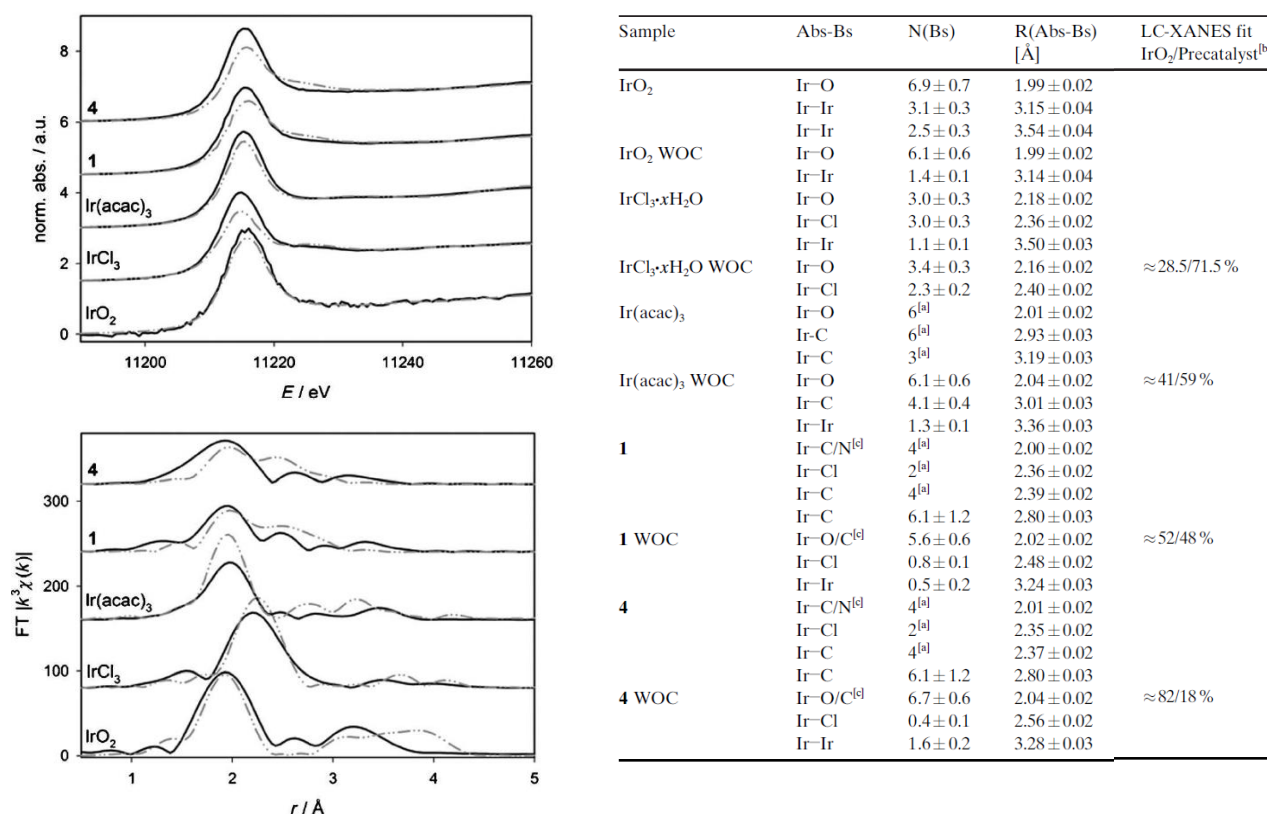 norm. abs. / a.u.
8
6
4
2
0
4
1
Ir(acac)₃
IrCl₃
IrO₂
11200 11220 11240 11260
E / eV
FT |k³χ(k)|
300
200
100
0
4
1
Ir(acac)₃
IrCl₃
IrO₂
1 2 3 4 5
r / Å
Sample Abs-Bs N(Bs) R(Abs-Bs) LC-XANES fit
[Å] IrO₂/Precatalyst[b
IrO₂ Ir–O 6.9 ± 0.7 1.99 ± 0.02
Ir–Ir 3.1 ± 0.3 3.15 ± 0.04
Ir–Ir 2.5 ± 0.3 3.54 ± 0.04
IrO₂ WOC Ir–O 6.1 ± 0.6 1.99 ± 0.02
Ir–Ir 1.4 ± 0.1 3.14 ± 0.04
IrCl₃·xH₂O Ir–O 3.0 ± 0.3 2.18 ± 0.02
Ir–Cl 3.0 ± 0.3 2.36 ± 0.02
Ir–Ir 1.1 ± 0.1 3.50 ± 0.03
IrCl₃·xH₂O WOC Ir–O 3.4 ± 0.3 2.16 ± 0.02 ≈28.5/71.5 %
Ir–Cl 2.3 ± 0.2 2.40 ± 0.02
Ir(acac)₃ Ir–O 6[a] 2.01 ± 0.02
Ir-C 6[a] 2.93 ± 0.03
Ir–C 3[a] 3.19 ± 0.03
Ir(acac)₃ WOC Ir–O 6.1 ± 0.6 2.04 ± 0.02 ≈41/59 %
Ir–C 4.1 ± 0.4 3.01 ± 0.03
Ir–Ir 1.3 ± 0.1 3.36 ± 0.03
1 Ir–C/N[c] 4[a] 2.00 ± 0.02
Ir–Cl 2[a] 2.36 ± 0.02
Ir–C 4[a] 2.39 ± 0.02
Ir–C 6.1 ± 1.2 2.80 ± 0.03
1 WOC Ir–O/C[c] 5.6 ± 0.6 2.02 ± 0.02 ≈52/48 %
Ir–Cl 0.8 ± 0.1 2.48 ± 0.02
Ir–Ir 0.5 ± 0.2 3.24 ± 0.03
4 Ir–C/N[c] 4[a] 2.01 ± 0.02
Ir–Cl 2[a] 2.35 ± 0.02
Ir–C 4[a] 2.37 ± 0.02
Ir–C 6.1 ± 1.2 2.80 ± 0.03
4 WOC Ir–O/C[c] 6.7 ± 0.6 2.04 ± 0.02 ≈82/18 %
Ir–Cl 0.4 ± 0.1 2.56 ± 0.02
Ir–Ir 1.6 ± 0.2 3.28 ± 0.03